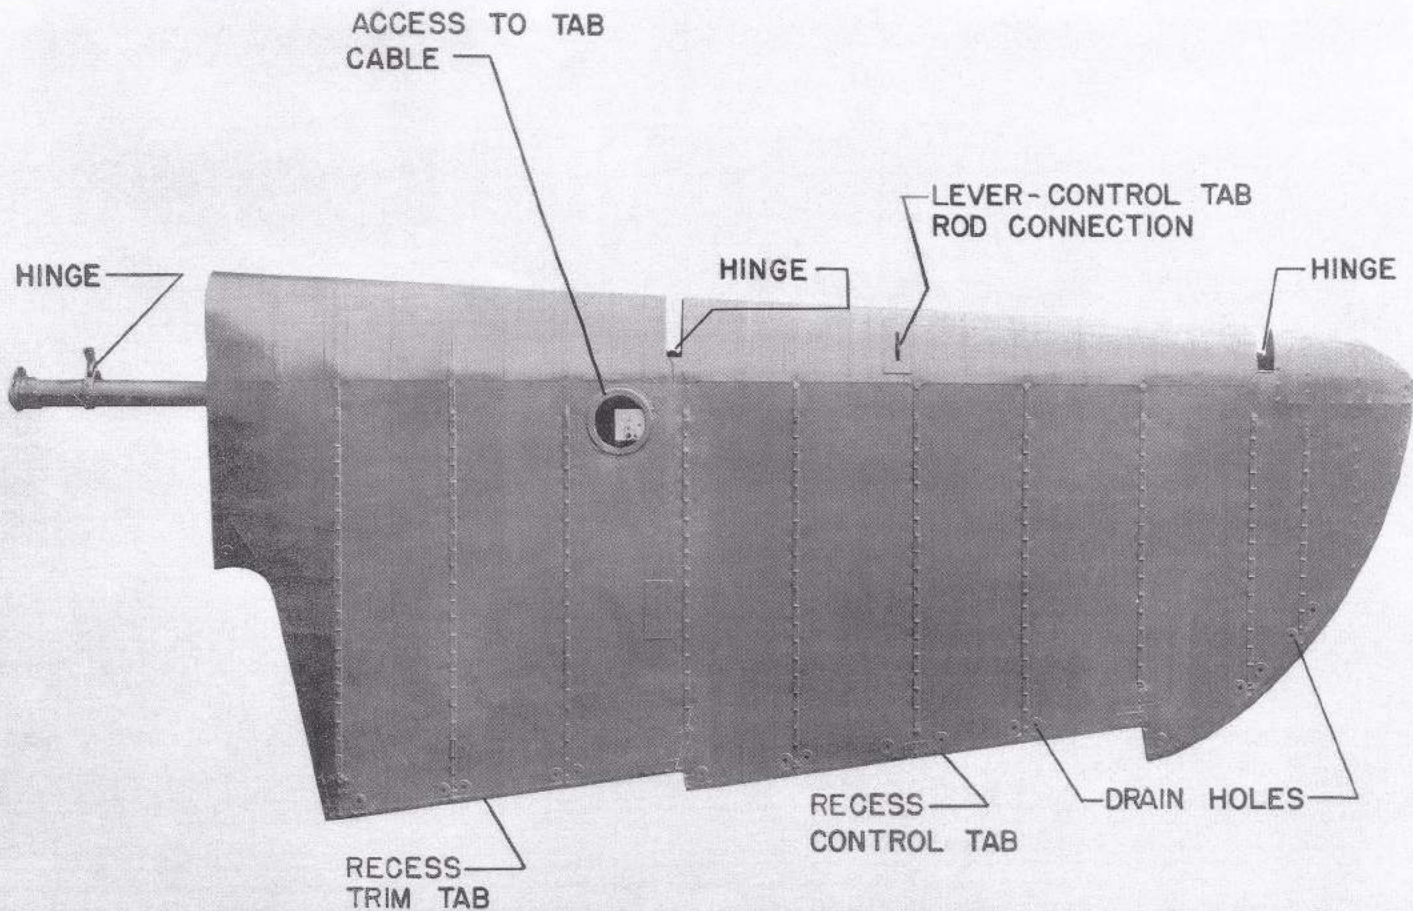 ACCESS TO TAB
CABLE
LEVER-CONTROL TAB
ROD CONNECTION
HINGE
HINGE
HINGE
RECESS
CONTROL TAB
DRAIN HOLES
RECESS
TRIM TAB